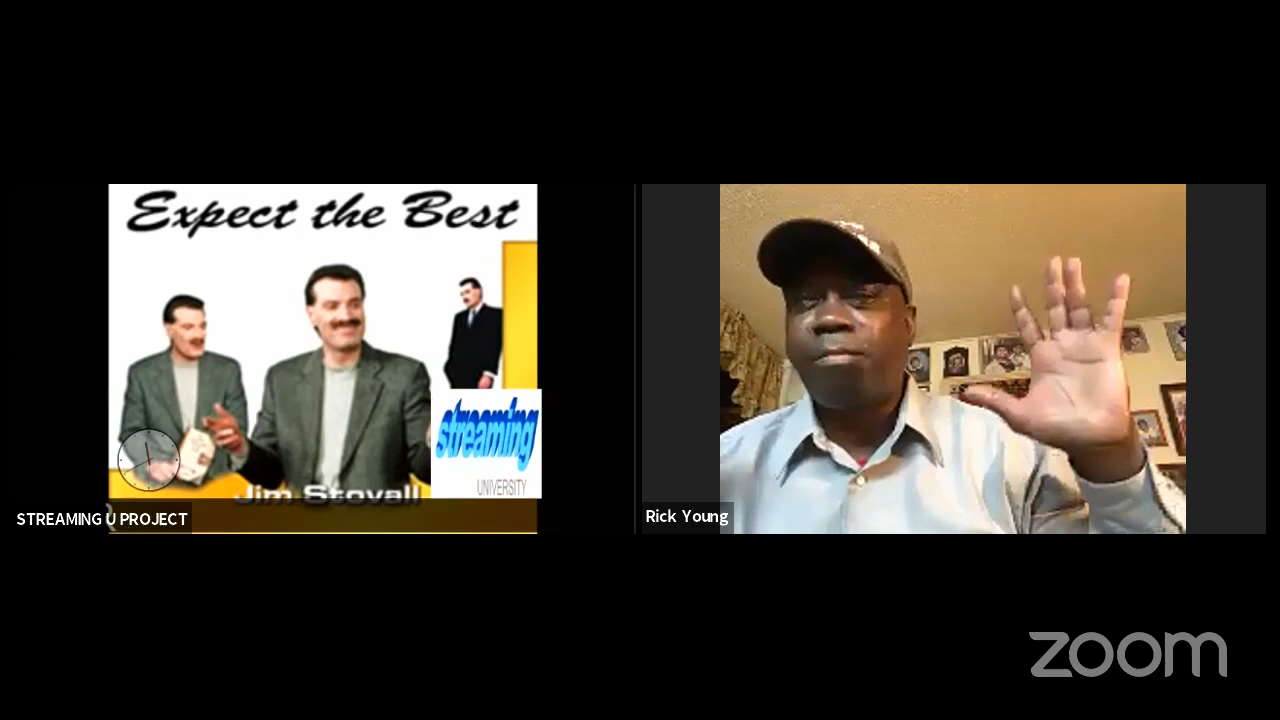 Expect the Best
Jim Stovall
streaming
UNIVERSITY
STREAMING U PROJECT
Rick Young
zoom